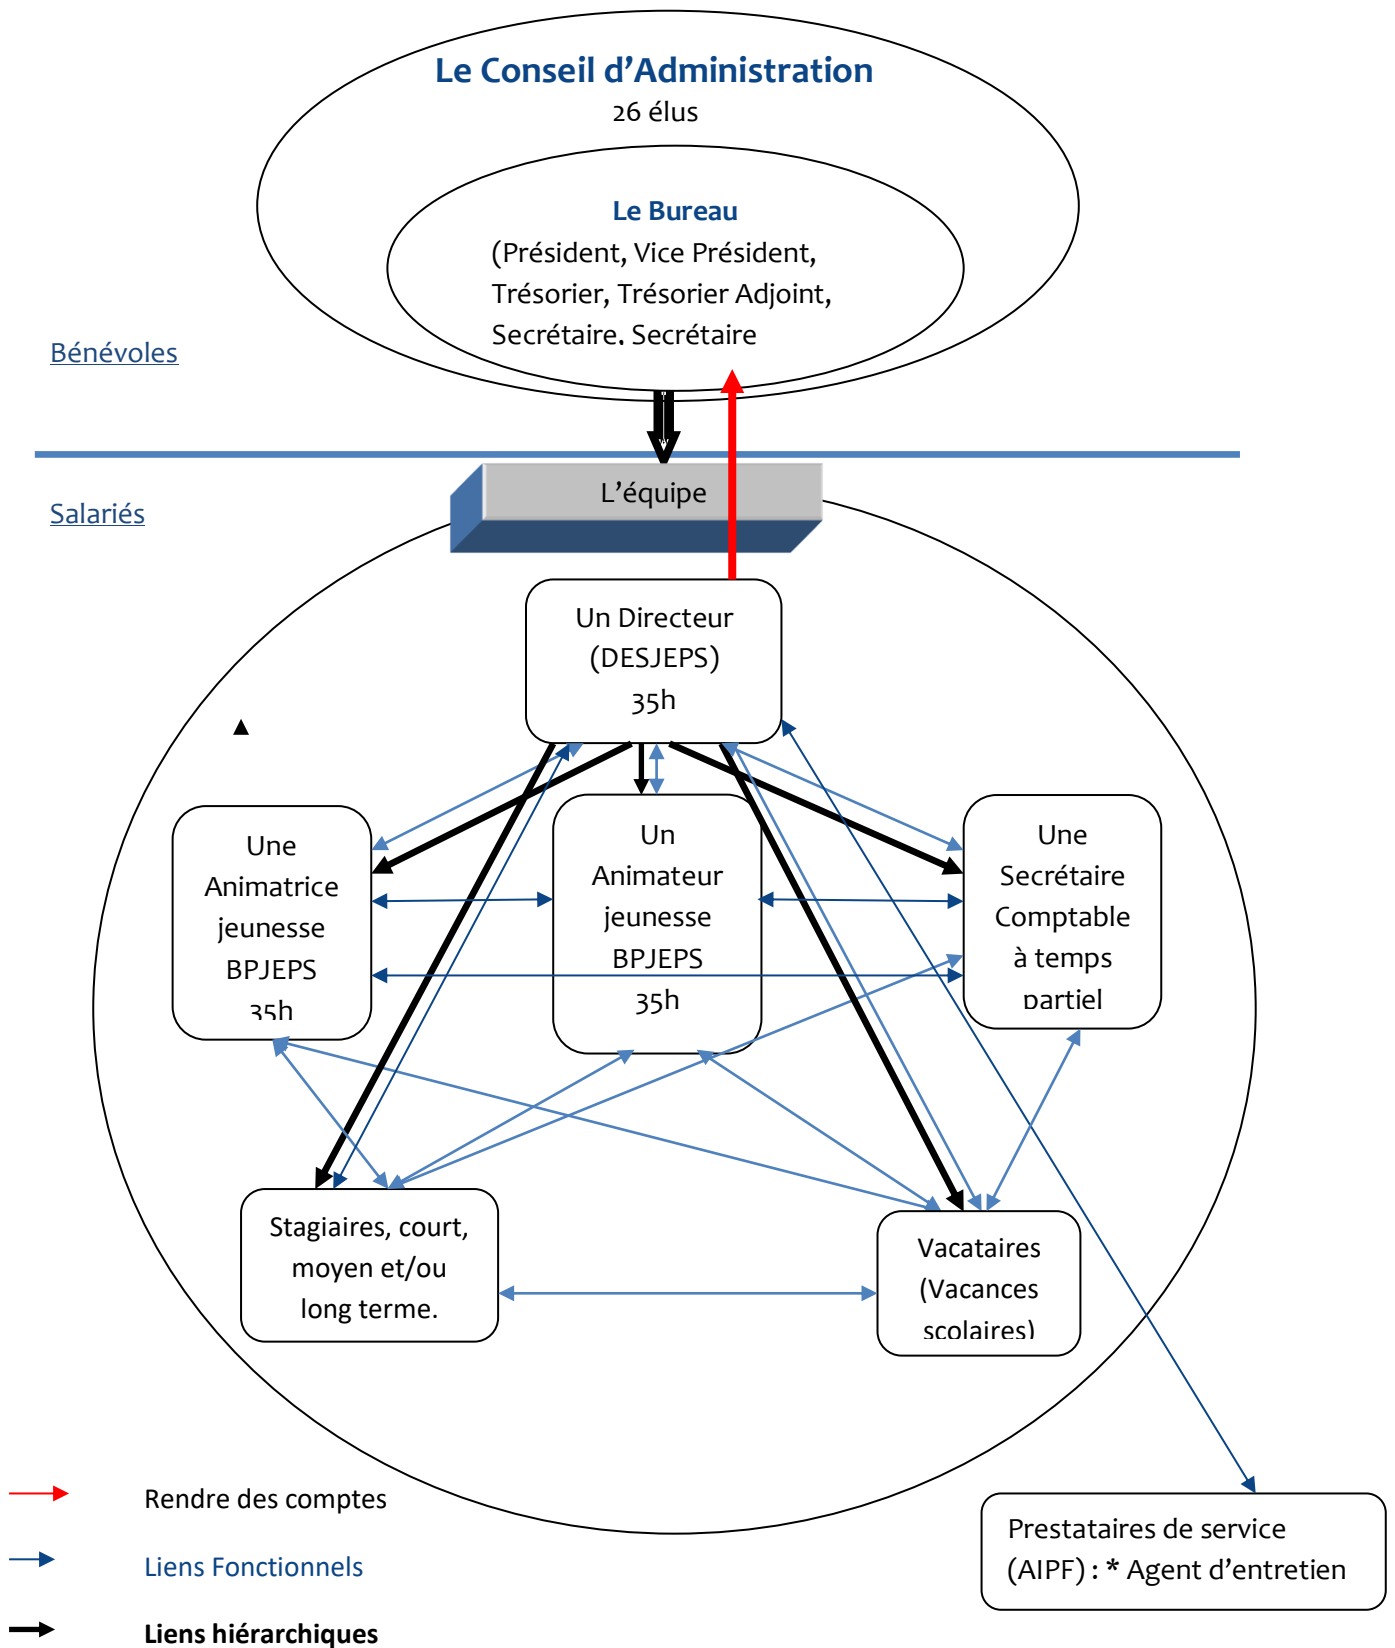 Le Conseil d'Administration
26 élus
Le Bureau
(Président, Vice Président,
Trésorier, Trésorier Adjoint,
Secrétaire, Secrétaire
Bénévoles
L'équipe
Salariés
Un Directeur
(DESJEPS)
35h
Une
Animatrice
jeunesse
BPJEPS
35h
Un
Animateur
jeunesse
BPJEPS
35h
Une
Secrétaire
Comptable
à temps
partiel
Stagiaires, court,
moyen et/ou
long terme.
Vacataires
(Vacances
scolaires)
Rendre des comptes
Liens Fonctionnels
Liens hiérarchiques
Prestataires de service
(AIPF) : * Agent d'entretien